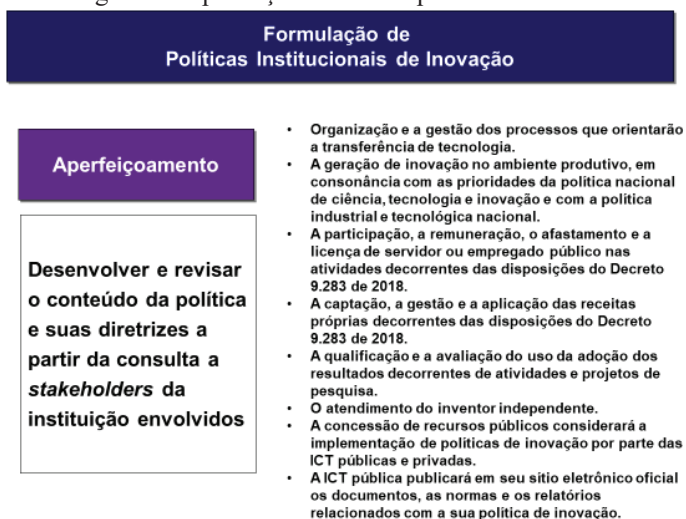 Formulação de
Políticas Institucionais de Inovação
Aperfeiçoamento
Desenvolver e revisar
o conteúdo da política
e suas diretrizes a
partir da consulta a
stakeholders da
instituição envolvidos
• Organização e a gestão dos processos que orientarão
a transferência de tecnologia.
• A geração de inovação no ambiente produtivo, em
consonância com as prioridades da política nacional
de ciência, tecnologia e inovação e com a política
industrial e tecnológica nacional.
• A participação, a remuneração, o afastamento e a
licença de servidor ou empregado público nas
atividades decorrentes das disposições do Decreto
9.283 de 2018.
• A captação, a gestão e a aplicação das receitas
próprias decorrentes das disposições do Decreto
9.283 de 2018.
• A qualificação e a avaliação do uso da adoção dos
resultados decorrentes de atividades e projetos de
pesquisa.
• O atendimento do inventor independente.
• A concessão de recursos públicos considerará a
implementação de políticas de inovação por parte das
ICT públicas e privadas.
• A ICT pública publicará em seu sítio eletrônico oficial
os documentos, as normas e os relatórios
relacionados com a sua política de inovação.